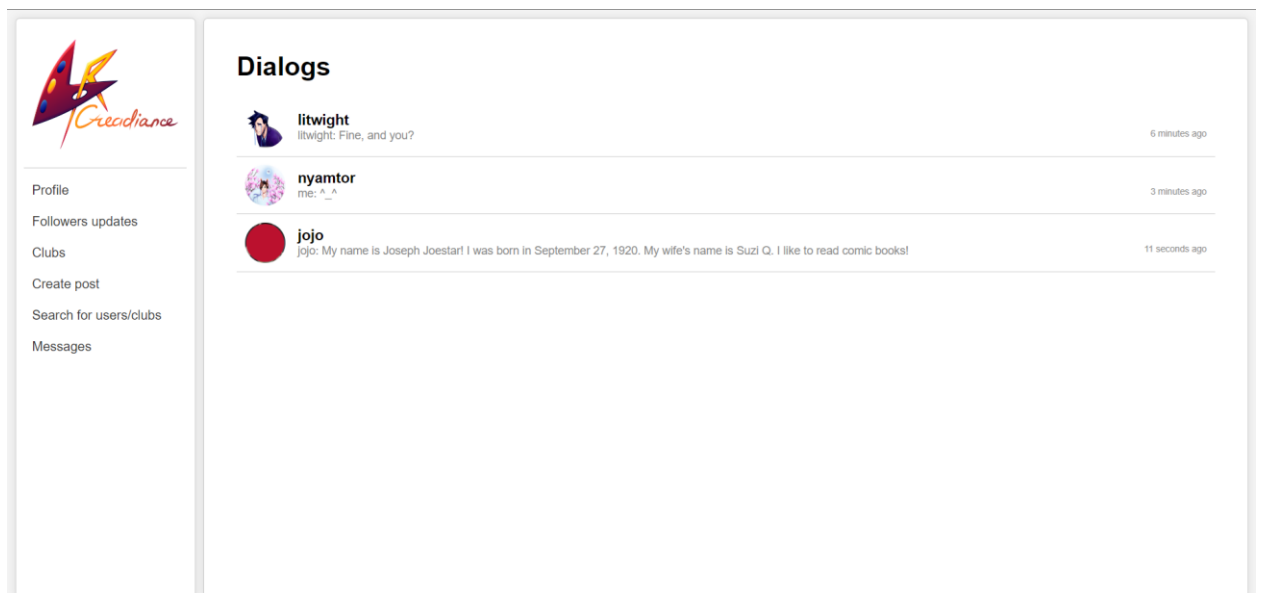 Creadiance
Profile
Followers updates
Clubs
Create post
Search for users/clubs
Messages
Dialogs
litwight
litwight: Fine, and you?
6 minutes ago
nyamtor
me: ^_^
3 minutes ago
jojo
jojo: My name is Joseph Joestar! I was born in September 27, 1920. My wife's name is Suzi Q. I like to read comic books!
11 seconds ago